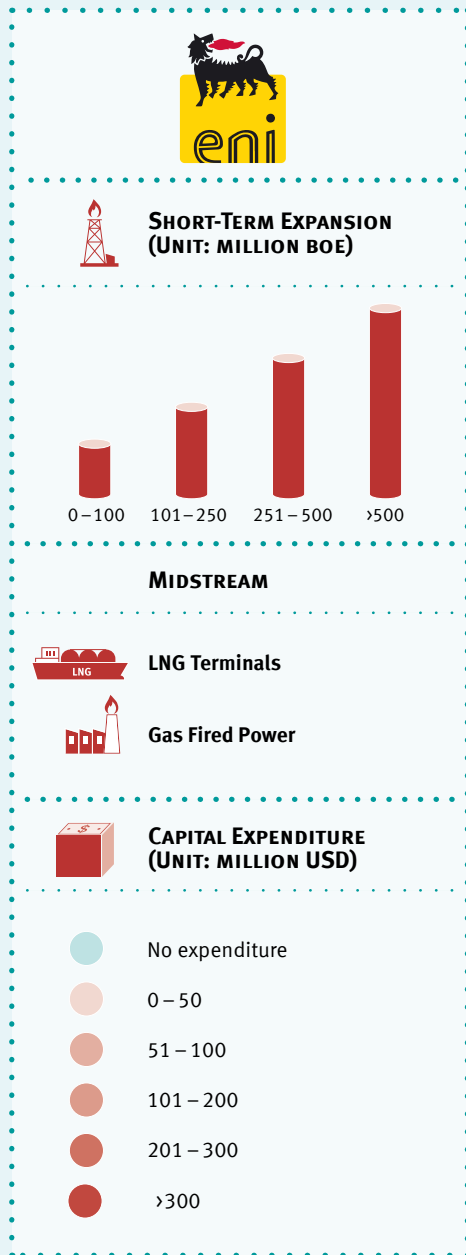 eni
SHORT-TERM EXPANSION
(UNIT: MILLION BOE)
0–100 101–250 251–500 >500
MIDSTREAM
LNG
LNG Terminals
Gas Fired Power
$
CAPITAL EXPENDITURE
(UNIT: MILLION USD)
No expenditure
0–50
51–100
101–200
201–300
>300